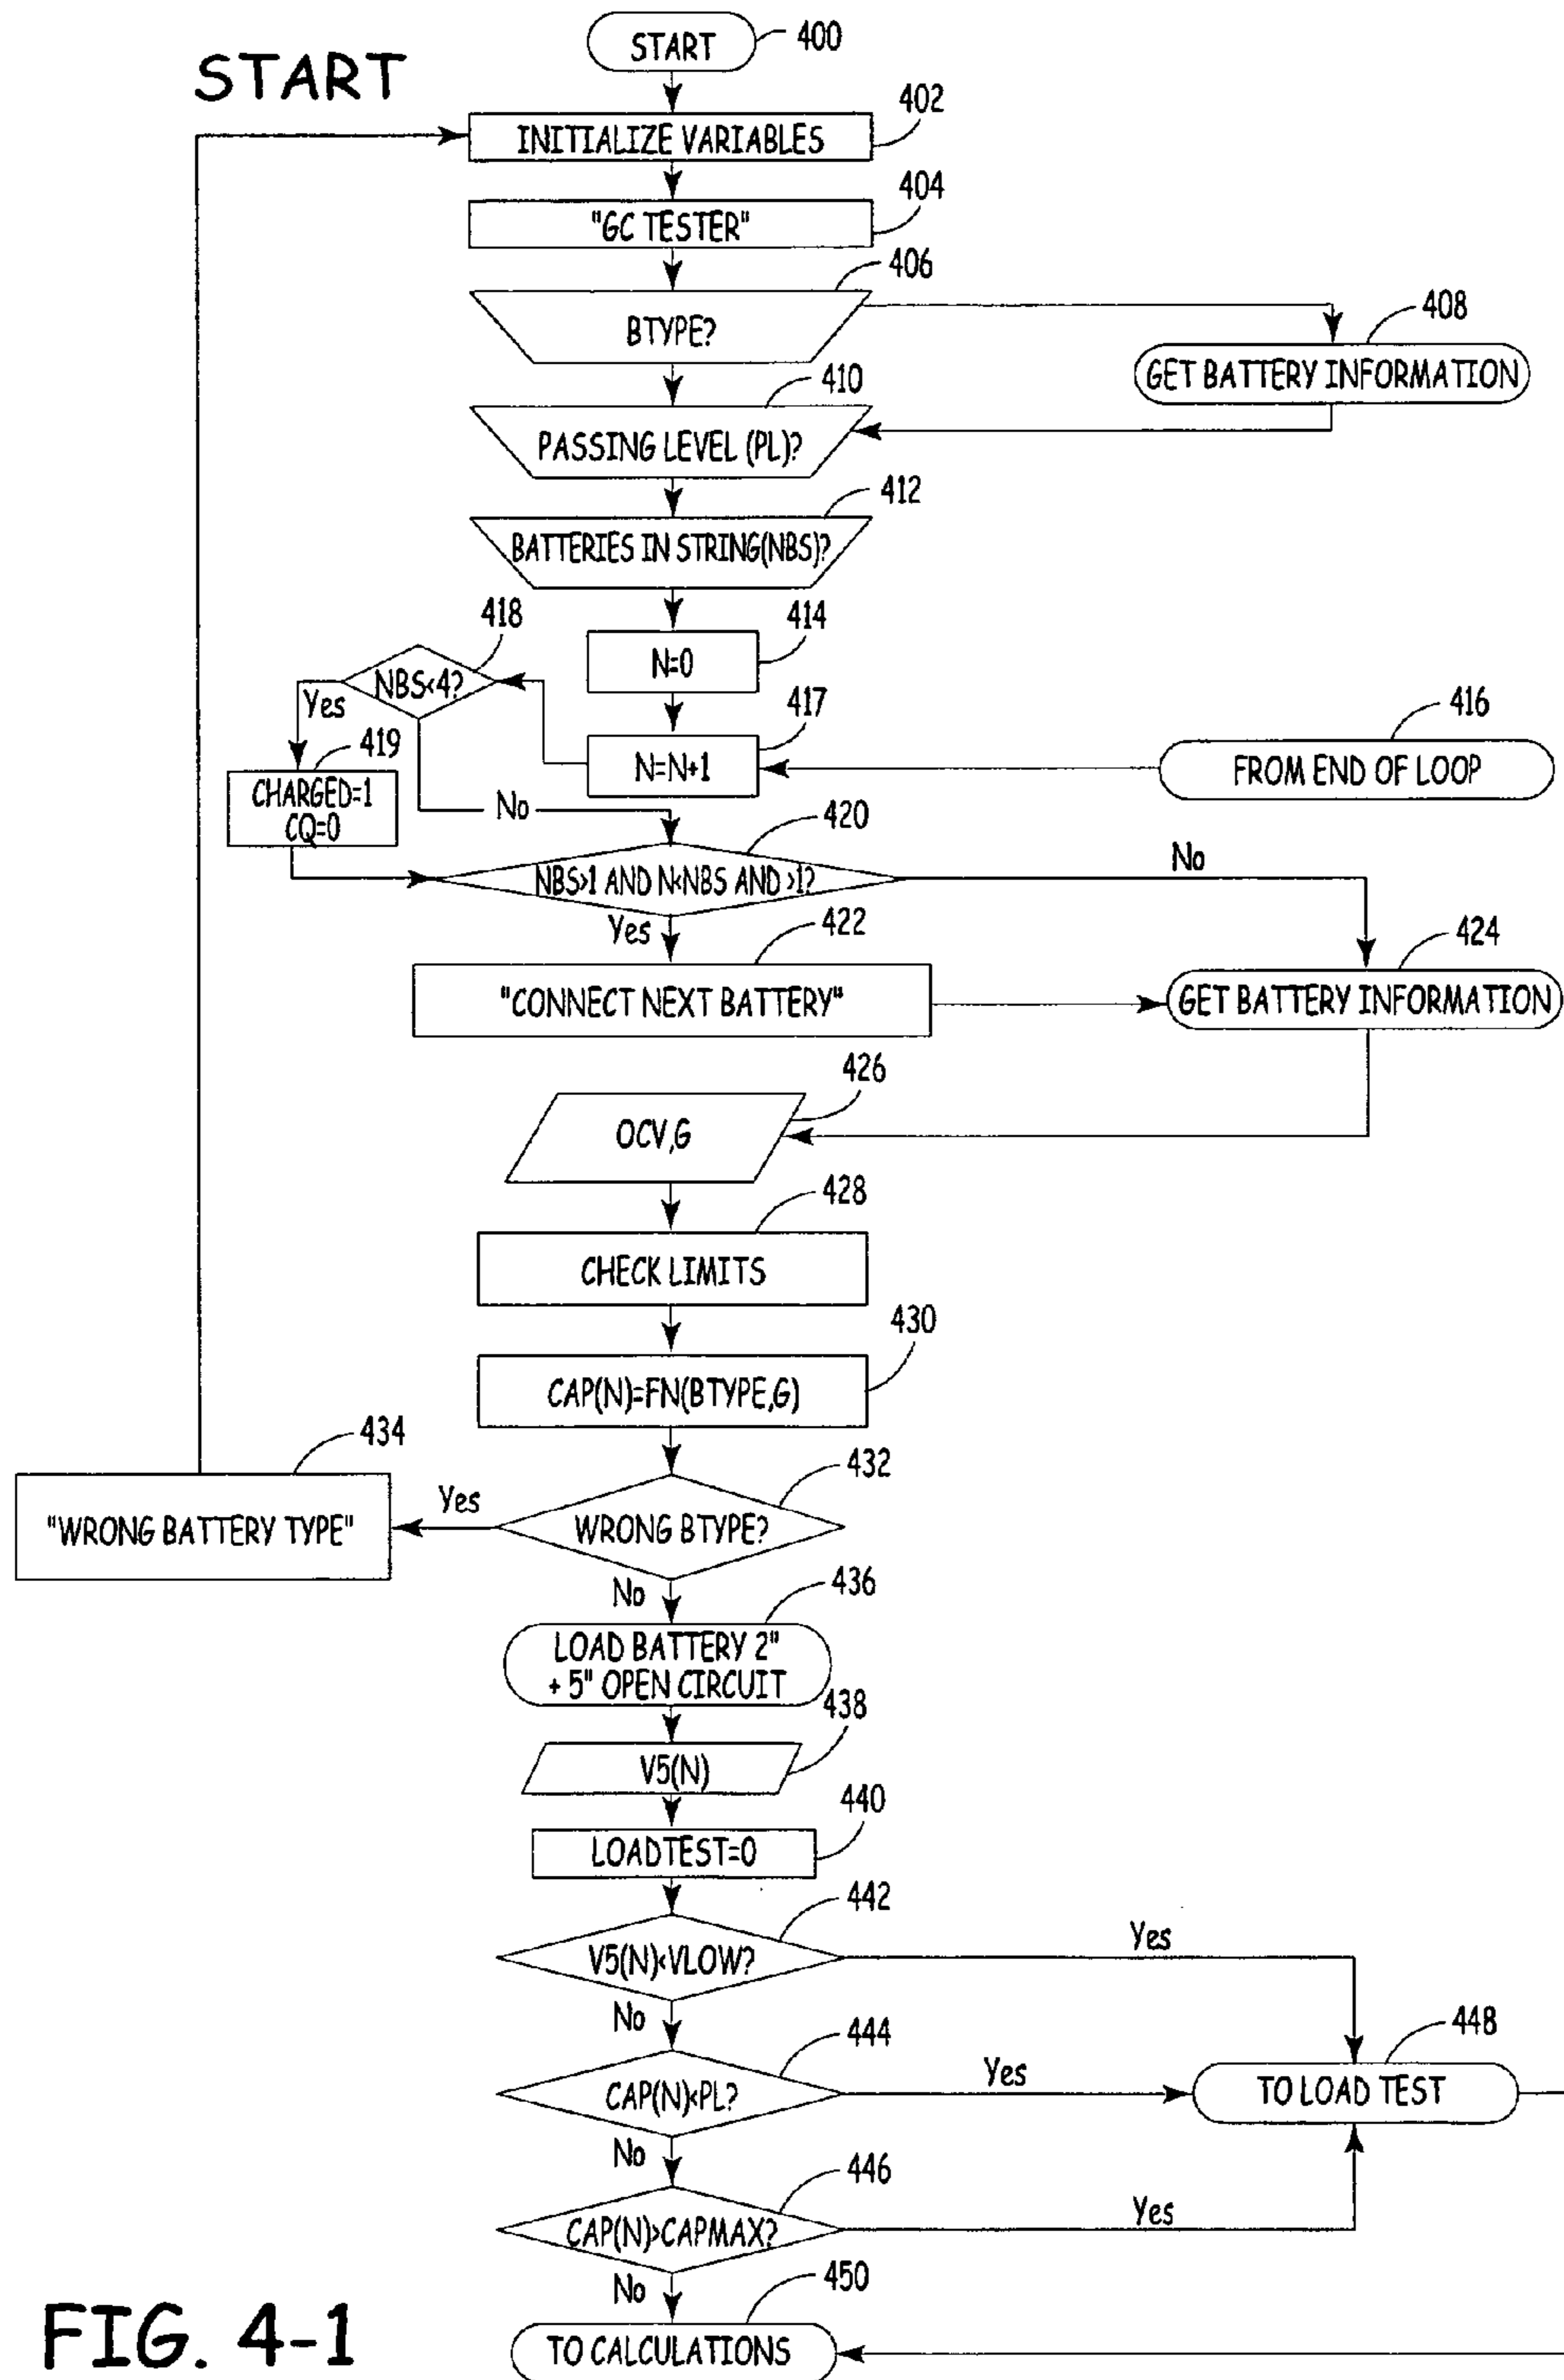 START
START
400
402
INITIALIZE VARIABLES
404
"GC TESTER"
406
BTYPE?
408
GET BATTERY INFORMATION
410
PASSING LEVEL (PL)?
412
BATTERIES IN STRING(NBS)?
414
N=0
418
NBS<4?
Yes
417
N=N+1
416
FROM END OF LOOP
419
CHARGED=1
CQ=0
No
420
NBS>1 AND N<NBS AND >1?
No
Yes
422
"CONNECT NEXT BATTERY"
424
GET BATTERY INFORMATION
426
OCV,G
428
CHECK LIMITS
430
CAP(N)=FN(BTYPE,G)
432
WRONG BTYPE?
Yes
434
"WRONG BATTERY TYPE"
No
436
LOAD BATTERY 2"
+ 5" OPEN CIRCUIT
438
V5(N)
440
LOADTEST=0
442
V5(N)<VLOW?
Yes
No
444
CAP(N)<PL?
Yes
448
TO LOAD TEST
No
446
CAP(N)>CAPMAX?
Yes
No
450
TO CALCULATIONS
FIG. 4-1